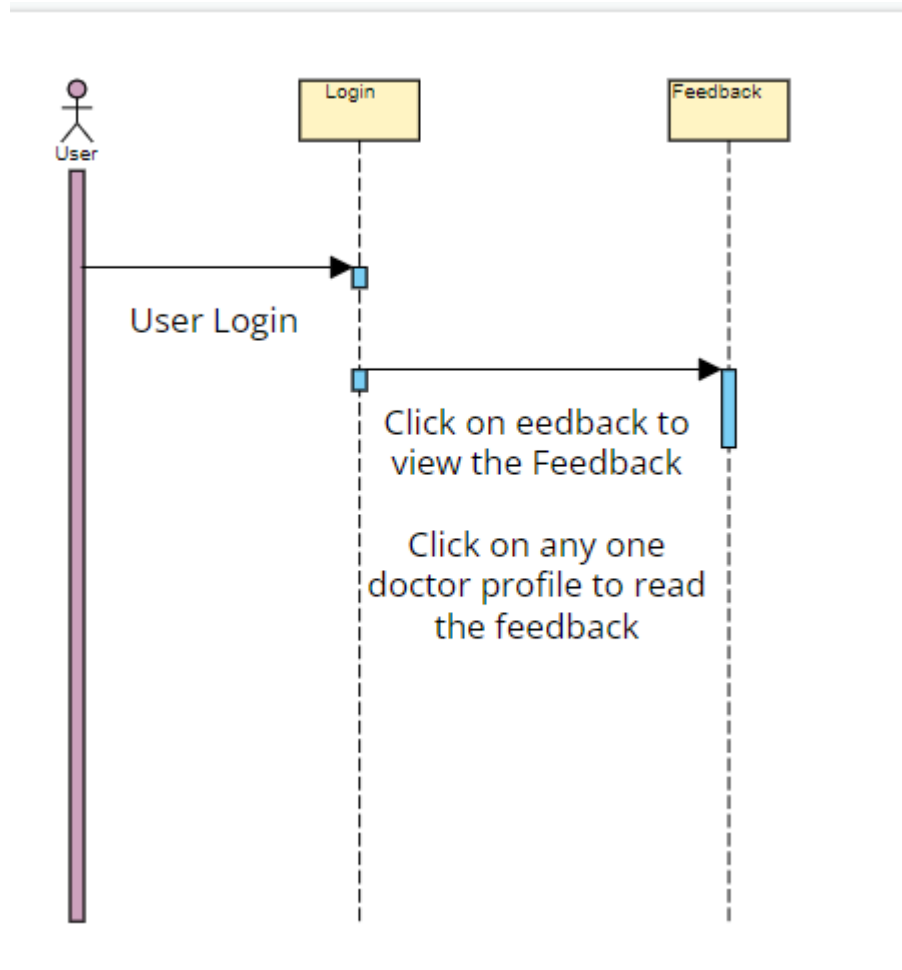 Login
Feedback
User
User Login
Click on eedback to
view the Feedback
Click on any one
doctor profile to read
the feedback